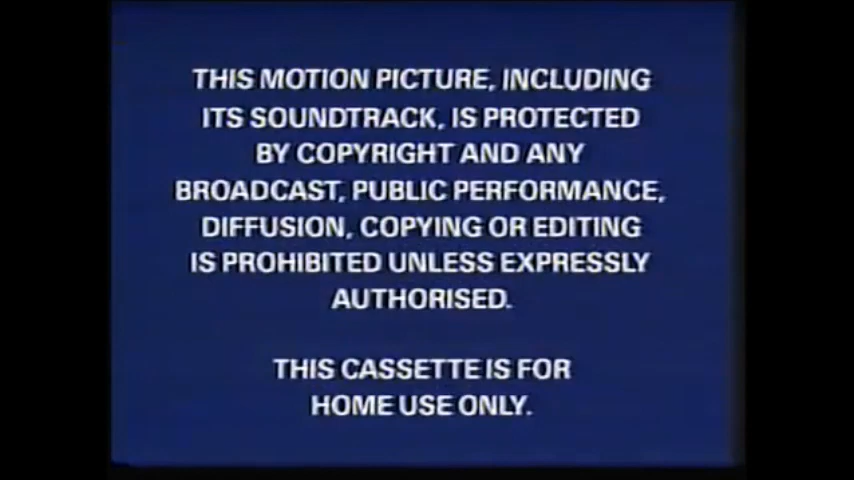 THIS MOTION PICTURE, INCLUDING
ITS SOUNDTRACK, IS PROTECTED
BY COPYRIGHT AND ANY
BROADCAST, PUBLIC PERFORMANCE,
DIFFUSION, COPYING OR EDITING
IS PROHIBITED UNLESS EXPRESSLY
AUTHORISED.
THIS CASSETTE IS FOR
HOME USE ONLY.